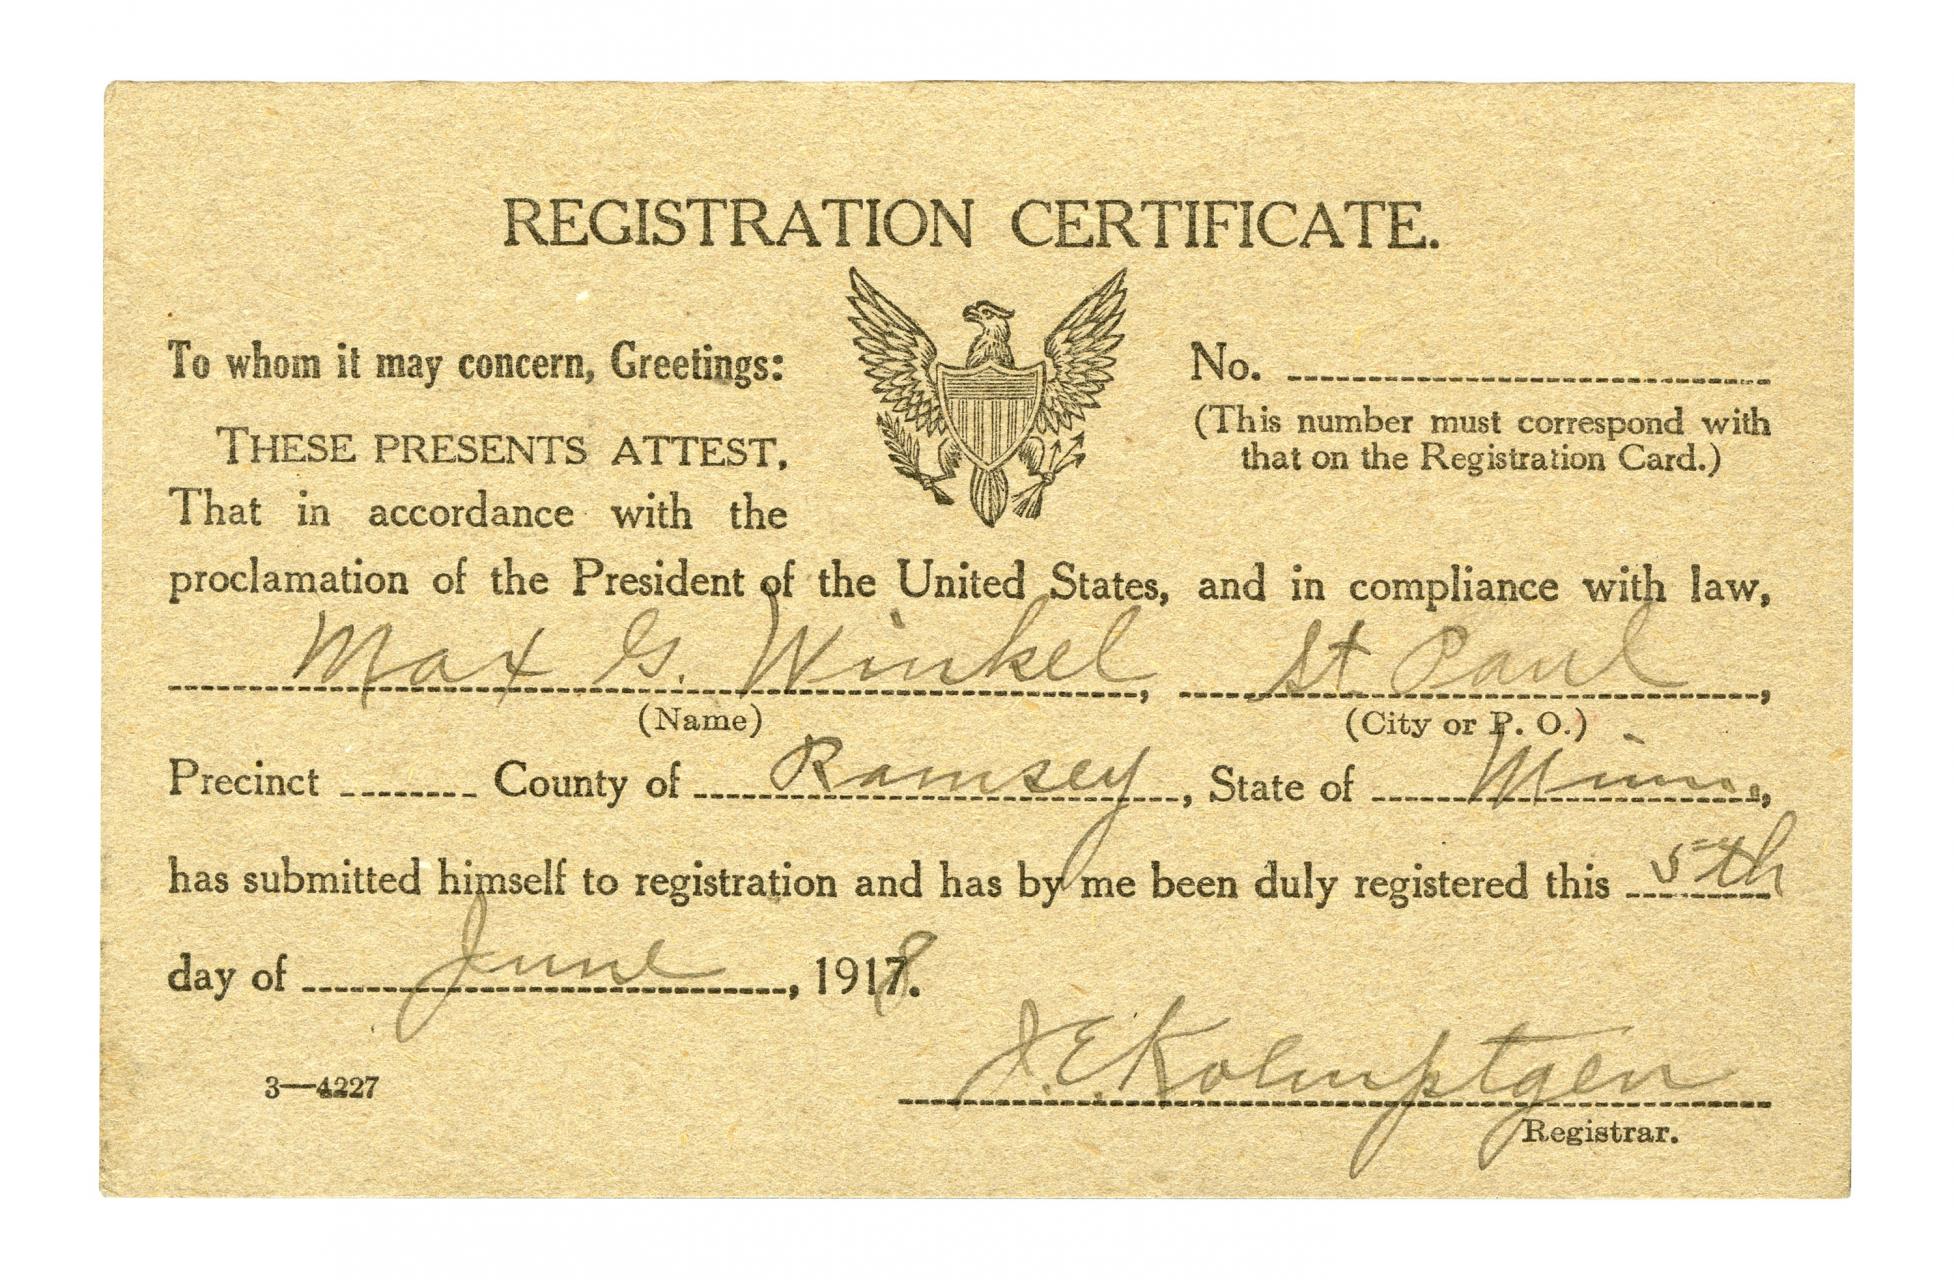 REGISTRATION CERTIFICATE.
To whom it may concern, Greetings:
No.
(This number must correspond with
that on the Registration Card.)
THESE PRESENTS ATTEST,
That in accordance with the
proclamation of the President of the United States, and in compliance with law,
Max G. Winkel, St Paul,
(Name) (City or P. O.)
Precinct County of Ramsey, State of Minn.,
has submitted himself to registration and has by me been duly registered this 5th
day of June, 1918.
J. E. Kolmptgen
3—4227
Registrar.